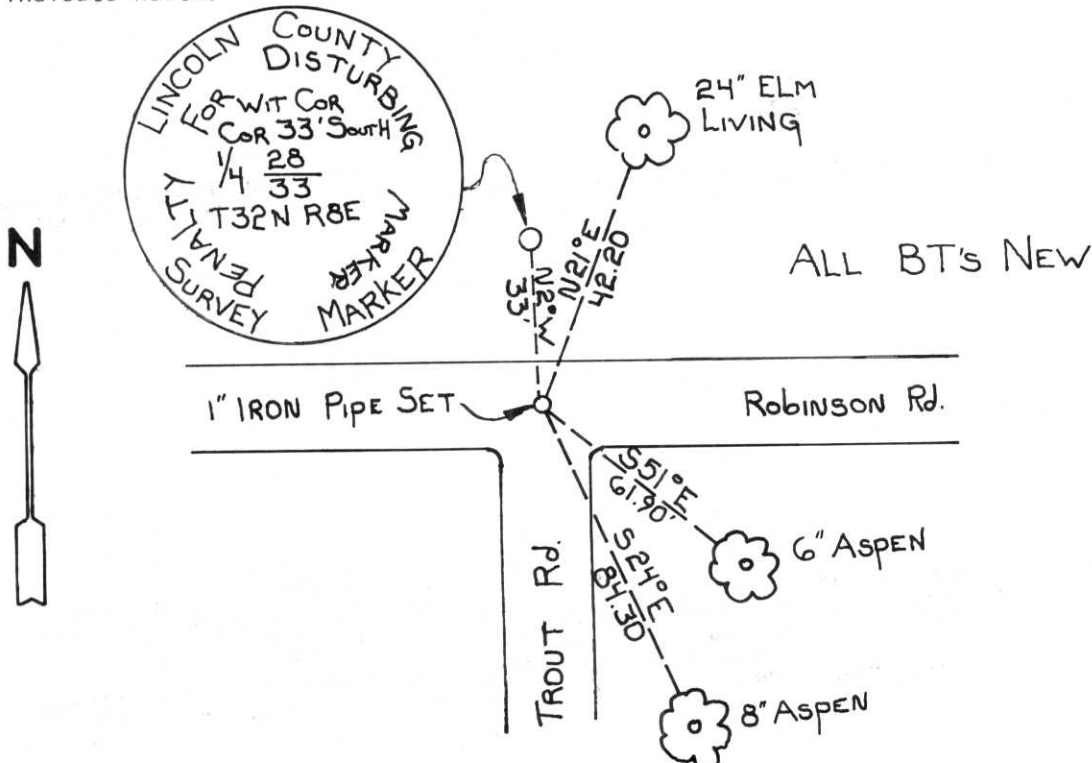 LINCOLN COUNTY
PENALTY FOR DISTURBING MARKER
WIT COR
COR 33' SOUTH
1/4 28/33
T32N R8E
SURVEY MARKER
24" ELM
LIVING
N
N2°W
33'
N21°E
42.20
ALL BT's NEW
1" IRON PIPE SET
Robinson Rd.
S51°E
61.90'
6" ASPEN
S24°E
84.30
TROUT Rd.
8" ASPEN